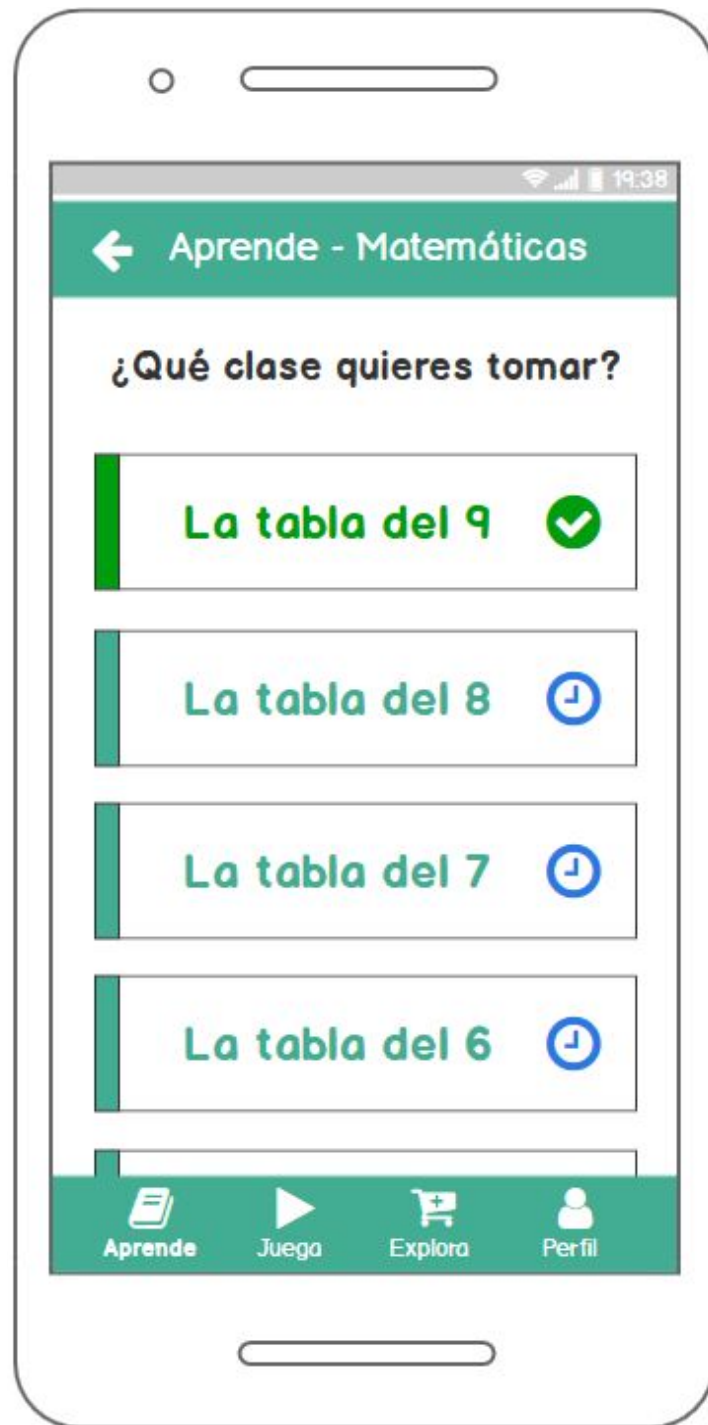 19:38
Aprende - Matemáticas
¿Qué clase quieres tomar?
La tabla del 9
La tabla del 8
La tabla del 7
La tabla del 6
Aprende Juega Explora Perfil